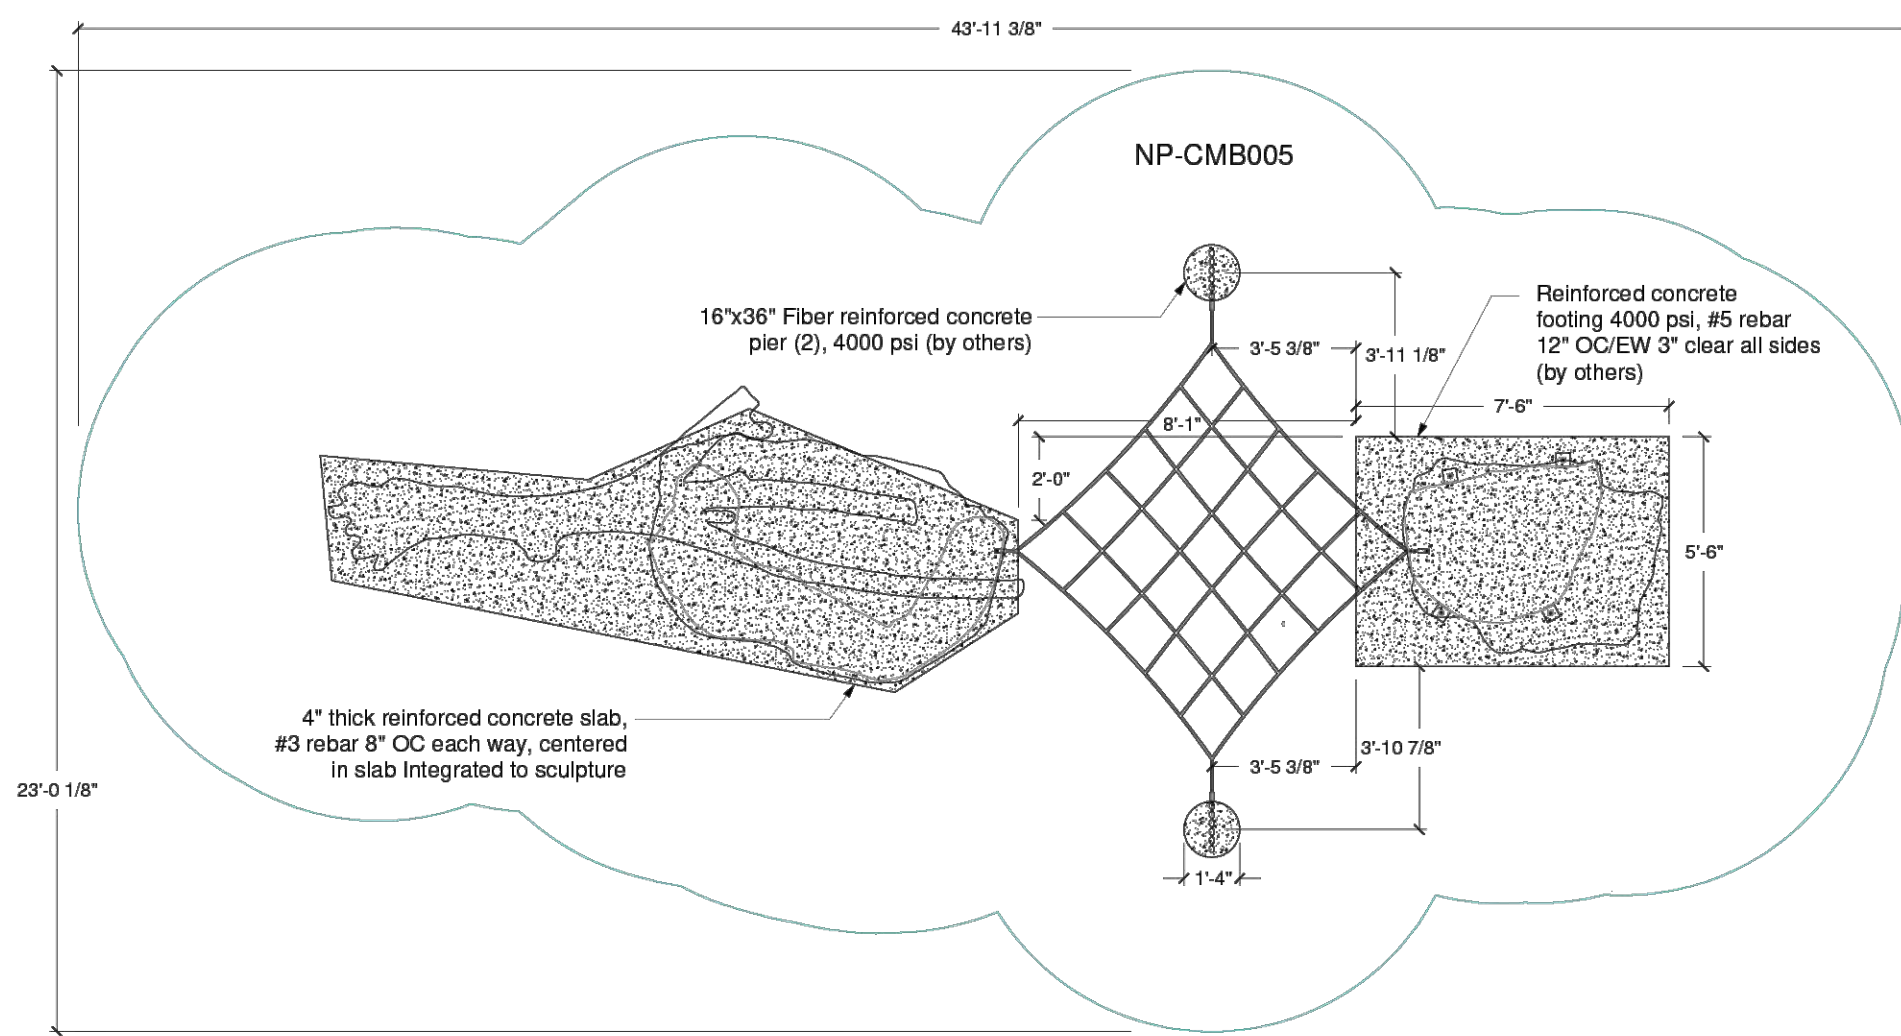 43'-11 3/8"
NP-CMB005
16"x36" Fiber reinforced concrete
pier (2), 4000 psi (by others)
Reinforced concrete
footing 4000 psi, #5 rebar
12" OC/EW 3" clear all sides
(by others)
3'-5 3/8"
3'-11 1/8"
7'-6"
8'-1"
2'-0"
5'-6"
4" thick reinforced concrete slab,
#3 rebar 8" OC each way, centered
in slab Integrated to sculpture
3'-10 7/8"
3'-5 3/8"
23'-0 1/8"
1'-4"